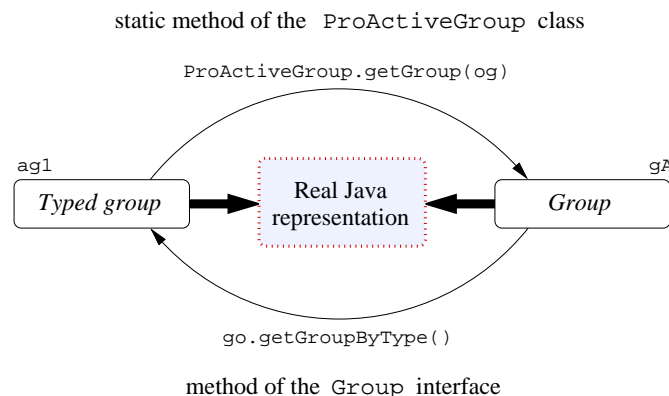 static method of the ProActiveGroup class
ProActiveGroup.getGroup(og)
ag1
gA
Typed group
Real Java
representation
Group
go.getGroupByType()
method of the Group interface